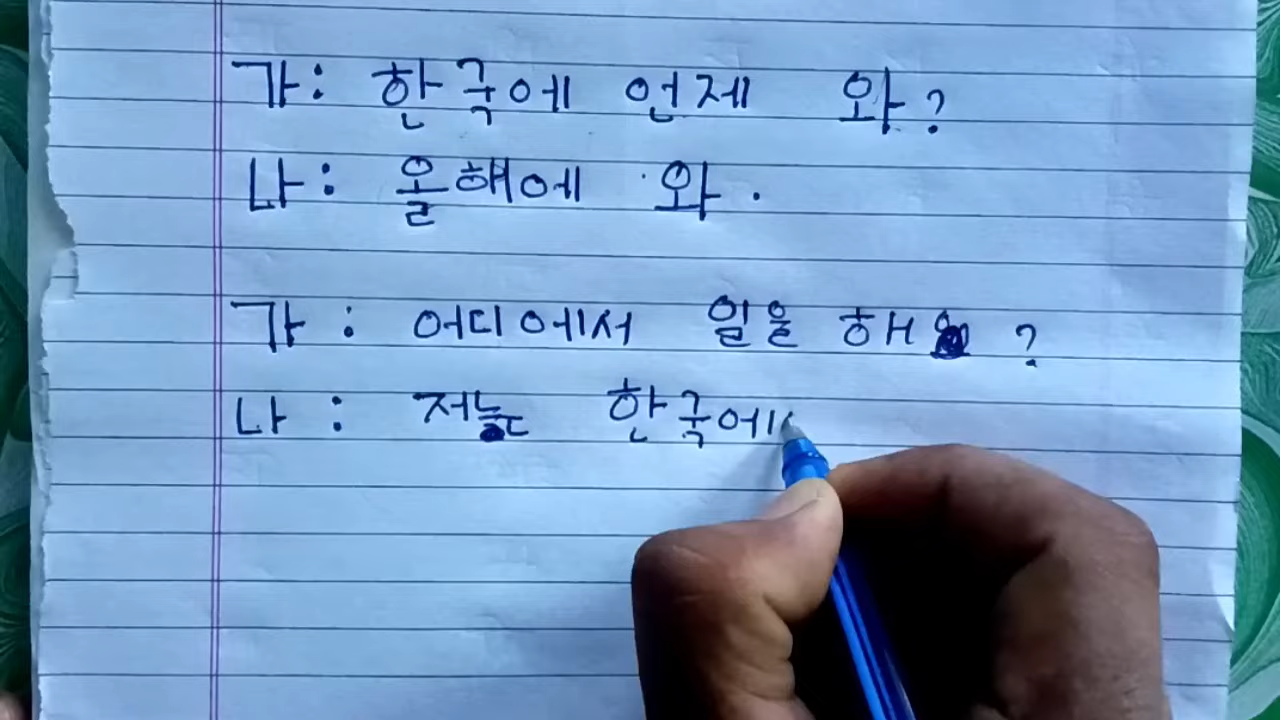 가: 한국에 언제 와?
나: 올해에 와.
가: 어디에서 일을 해요?
나: 저는 한국에